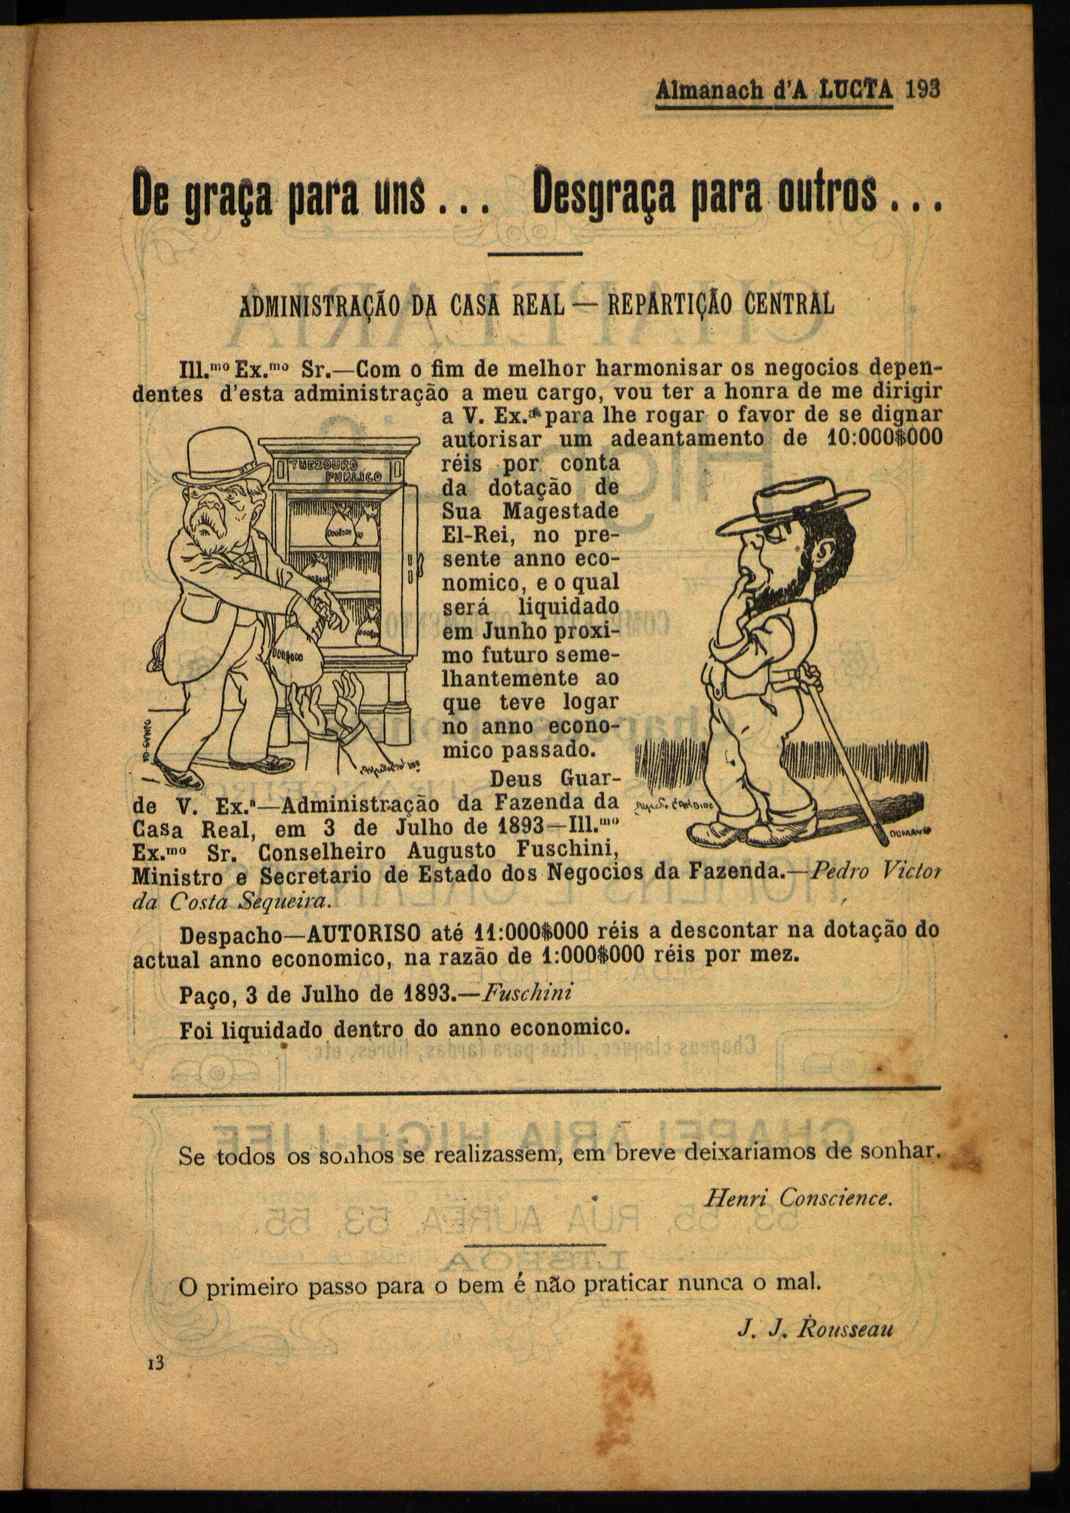 Almanach d'A LUCTA 193
De graça para uns . . . Desgraça para outros . . .
ADMINISTRAÇÃO DA CASA REAL — REPARTIÇÃO CENTRAL
Ill.mo Ex.mo Sr.—Com o fim de melhor harmonisar os negocios depen-
dentes d'esta administração a meu cargo, vou ter a honra de me dirigir
a V. Ex.ª para lhe rogar o favor de se dignar
autorisar um adeantamento de 10:000$000
réis por conta
da dotação de
Sua Magestade
El-Rei, no pre-
sente anno eco-
nomico, e o qual
será liquidado
em Junho proxi-
mo futuro seme-
lhantemente ao
que teve logar
no anno econo-
mico passado.
Deus Guar-
de V. Ex.ª—Administração da Fazenda da
Casa Real, em 3 de Julho de 1893—Ill.mo
Ex.mo Sr. Conselheiro Augusto Fuschini,
Ministro e Secretario de Estado dos Negocios da Fazenda.—Pedro Victor
da Costa Sequeira.
THEZOURO
PUBLICO
Despacho—AUTORISO até 11:000$000 réis a descontar na dotação do
actual anno economico, na razão de 1:000$000 réis por mez.
Paço, 3 de Julho de 1893.—Fuschini
Foi liquidado dentro do anno economico.
Se todos os sonhos se realizassem, em breve deixariamos de sonhar.
Henri Conscience.
O primeiro passo para o bem é não praticar nunca o mal.
J. J. Rousseau
13